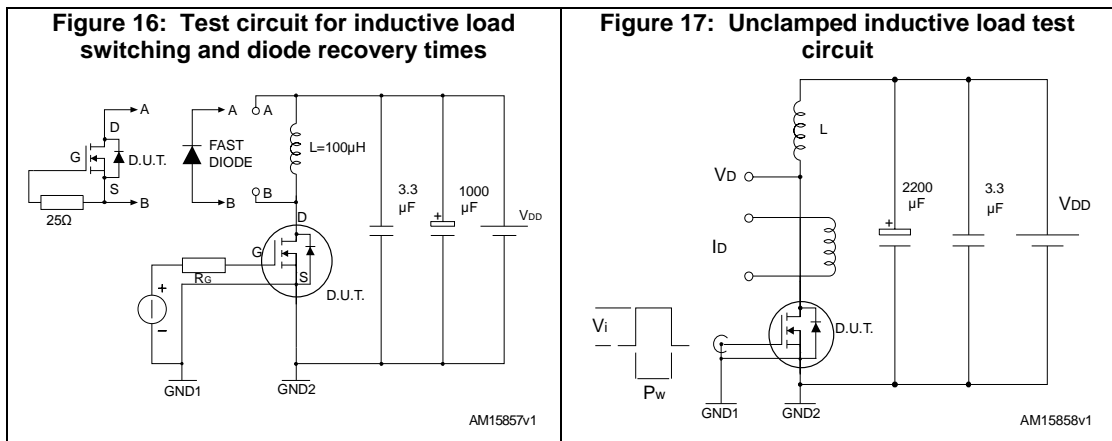 Figure 16: Test circuit for inductive load
switching and diode recovery times
A
D
G
D.U.T.
S
B
25Ω
A
FAST
DIODE
B
A
L=100µH
B
D
G
RG
S
D.U.T.
+
–
3.3
µF
+
1000
µF
VDD
GND1
GND2
AM15857v1
Figure 17: Unclamped inductive load test
circuit
L
VD
ID
+
2200
µF
3.3
µF
VDD
Vi
Pw
D.U.T.
GND1
GND2
AM15858v1